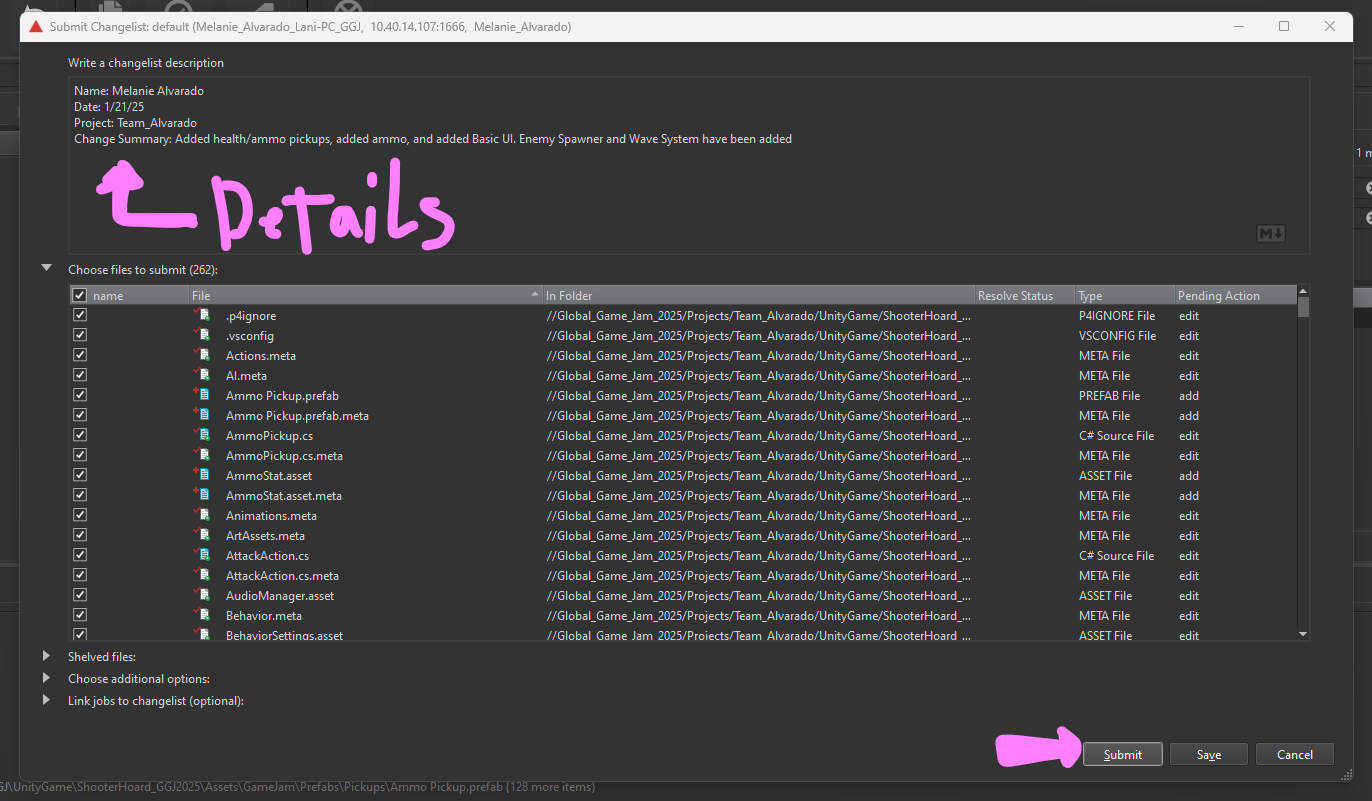 Submit Changelist: default (Melanie_Alvarado_Lani-PC_GGJ, 10.40.14.107:1666, Melanie_Alvarado)
Write a changelist description
Name: Melanie Alvarado
Date: 1/21/25
Project: Team_Alvarado
Change Summary: Added health/ammo pickups, added ammo, and added Basic UI. Enemy Spawner and Wave System have been added
Details
M↓
Choose files to submit (262):
name File In Folder Resolve Status Type Pending Action
.p4ignore //Global_Game_Jam_2025/Projects/Team_Alvarado/UnityGame/ShooterHoard_... P4IGNORE File edit
.vsconfig //Global_Game_Jam_2025/Projects/Team_Alvarado/UnityGame/ShooterHoard_... VSCONFIG File edit
Actions.meta //Global_Game_Jam_2025/Projects/Team_Alvarado/UnityGame/ShooterHoard_... META File edit
AI.meta //Global_Game_Jam_2025/Projects/Team_Alvarado/UnityGame/ShooterHoard_... META File edit
Ammo Pickup.prefab //Global_Game_Jam_2025/Projects/Team_Alvarado/UnityGame/ShooterHoard_... PREFAB File add
Ammo Pickup.prefab.meta //Global_Game_Jam_2025/Projects/Team_Alvarado/UnityGame/ShooterHoard_... META File add
AmmoPickup.cs //Global_Game_Jam_2025/Projects/Team_Alvarado/UnityGame/ShooterHoard_... C# Source File edit
AmmoPickup.cs.meta //Global_Game_Jam_2025/Projects/Team_Alvarado/UnityGame/ShooterHoard_... META File edit
AmmoStat.asset //Global_Game_Jam_2025/Projects/Team_Alvarado/UnityGame/ShooterHoard_... ASSET File add
AmmoStat.asset.meta //Global_Game_Jam_2025/Projects/Team_Alvarado/UnityGame/ShooterHoard_... META File add
Animations.meta //Global_Game_Jam_2025/Projects/Team_Alvarado/UnityGame/ShooterHoard_... META File edit
ArtAssets.meta //Global_Game_Jam_2025/Projects/Team_Alvarado/UnityGame/ShooterHoard_... META File edit
AttackAction.cs //Global_Game_Jam_2025/Projects/Team_Alvarado/UnityGame/ShooterHoard_... C# Source File edit
AttackAction.cs.meta //Global_Game_Jam_2025/Projects/Team_Alvarado/UnityGame/ShooterHoard_... META File edit
AudioManager.asset //Global_Game_Jam_2025/Projects/Team_Alvarado/UnityGame/ShooterHoard_... ASSET File edit
Behavior.meta //Global_Game_Jam_2025/Projects/Team_Alvarado/UnityGame/ShooterHoard_... META File edit
BehaviorSettings.asset //Global_Game_Jam_2025/Projects/Team_Alvarado/UnityGame/ShooterHoard_... ASSET File edit
Shelved files:
Choose additional options:
Link jobs to changelist (optional):
Submit Save Cancel
GJ\UnityGame\ShooterHoard_GGJ2025\Assets\GameJam\Prefabs\Pickups\Ammo Pickup.prefab (128 more items)